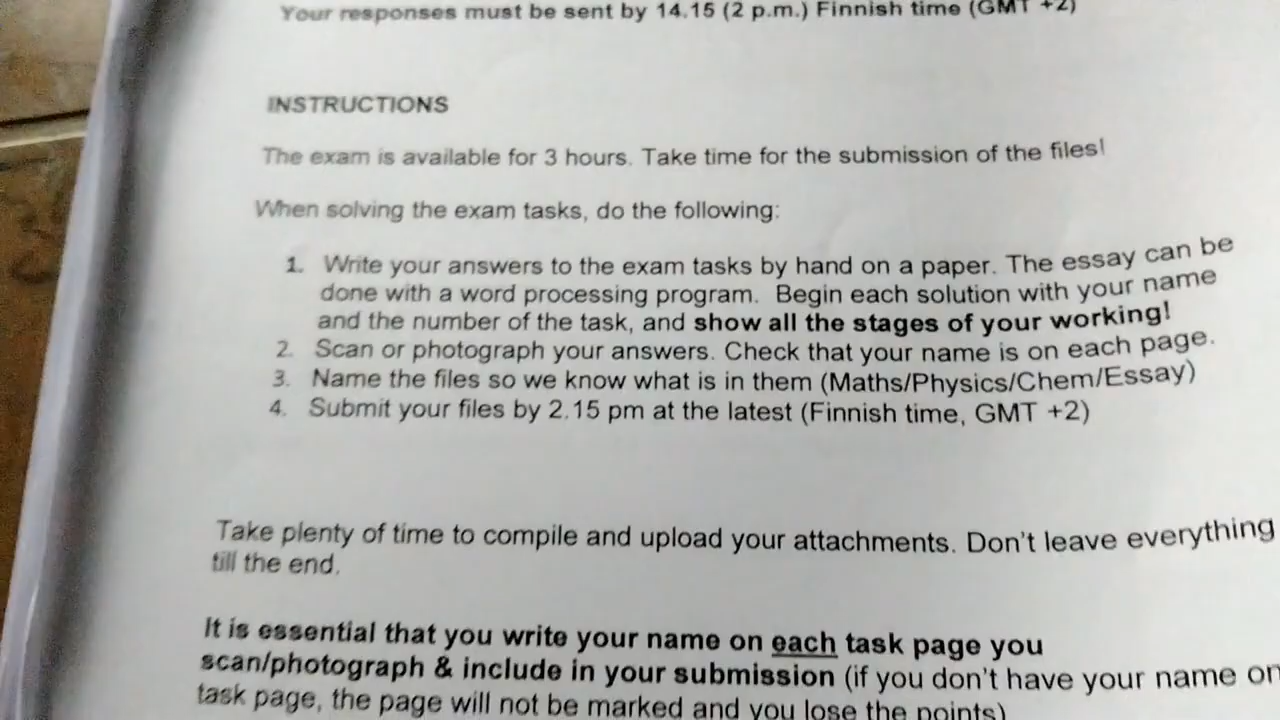 Your responses must be sent by 14.15 (2 p.m.) Finnish time (GMT +2)
INSTRUCTIONS
The exam is available for 3 hours. Take time for the submission of the files!
When solving the exam tasks, do the following:
1. Write your answers to the exam tasks by hand on a paper. The essay can be
done with a word processing program. Begin each solution with your name
and the number of the task, and show all the stages of your working!
2. Scan or photograph your answers. Check that your name is on each page.
3. Name the files so we know what is in them (Maths/Physics/Chem/Essay)
4. Submit your files by 2.15 pm at the latest (Finnish time, GMT +2)
Take plenty of time to compile and upload your attachments. Don't leave everything
till the end.
It is essential that you write your name on each task page you
scan/photograph & include in your submission (if you don't have your name on
task page, the page will not be marked and you lose the points)